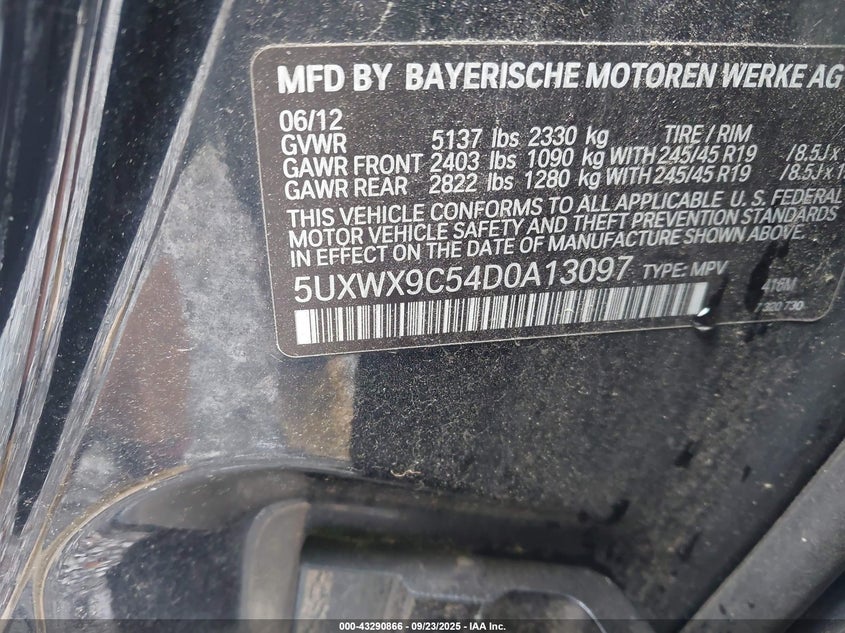 MFD BY BAYERISCHE MOTOREN WERKE AG
06/12
GVWR 5137 lbs 2330 kg TIRE / RIM
GAWR FRONT 2403 lbs 1090 kg WITH 245/45 R19 /8.5J x
GAWR REAR 2822 lbs 1280 kg WITH 245/45 R19 /8.5J x 1
THIS VEHICLE CONFORMS TO ALL APPLICABLE U.S. FEDERAL
MOTOR VEHICLE SAFETY AND THEFT PREVENTION STANDARDS
IN EFFECT ON THE DATE OF MANUFACTURE SHOWN ABOVE.
5UXWX9C54D0A13097 TYPE: MPV
416M
000-43290866 - 09/23/2025 - IAA Inc.